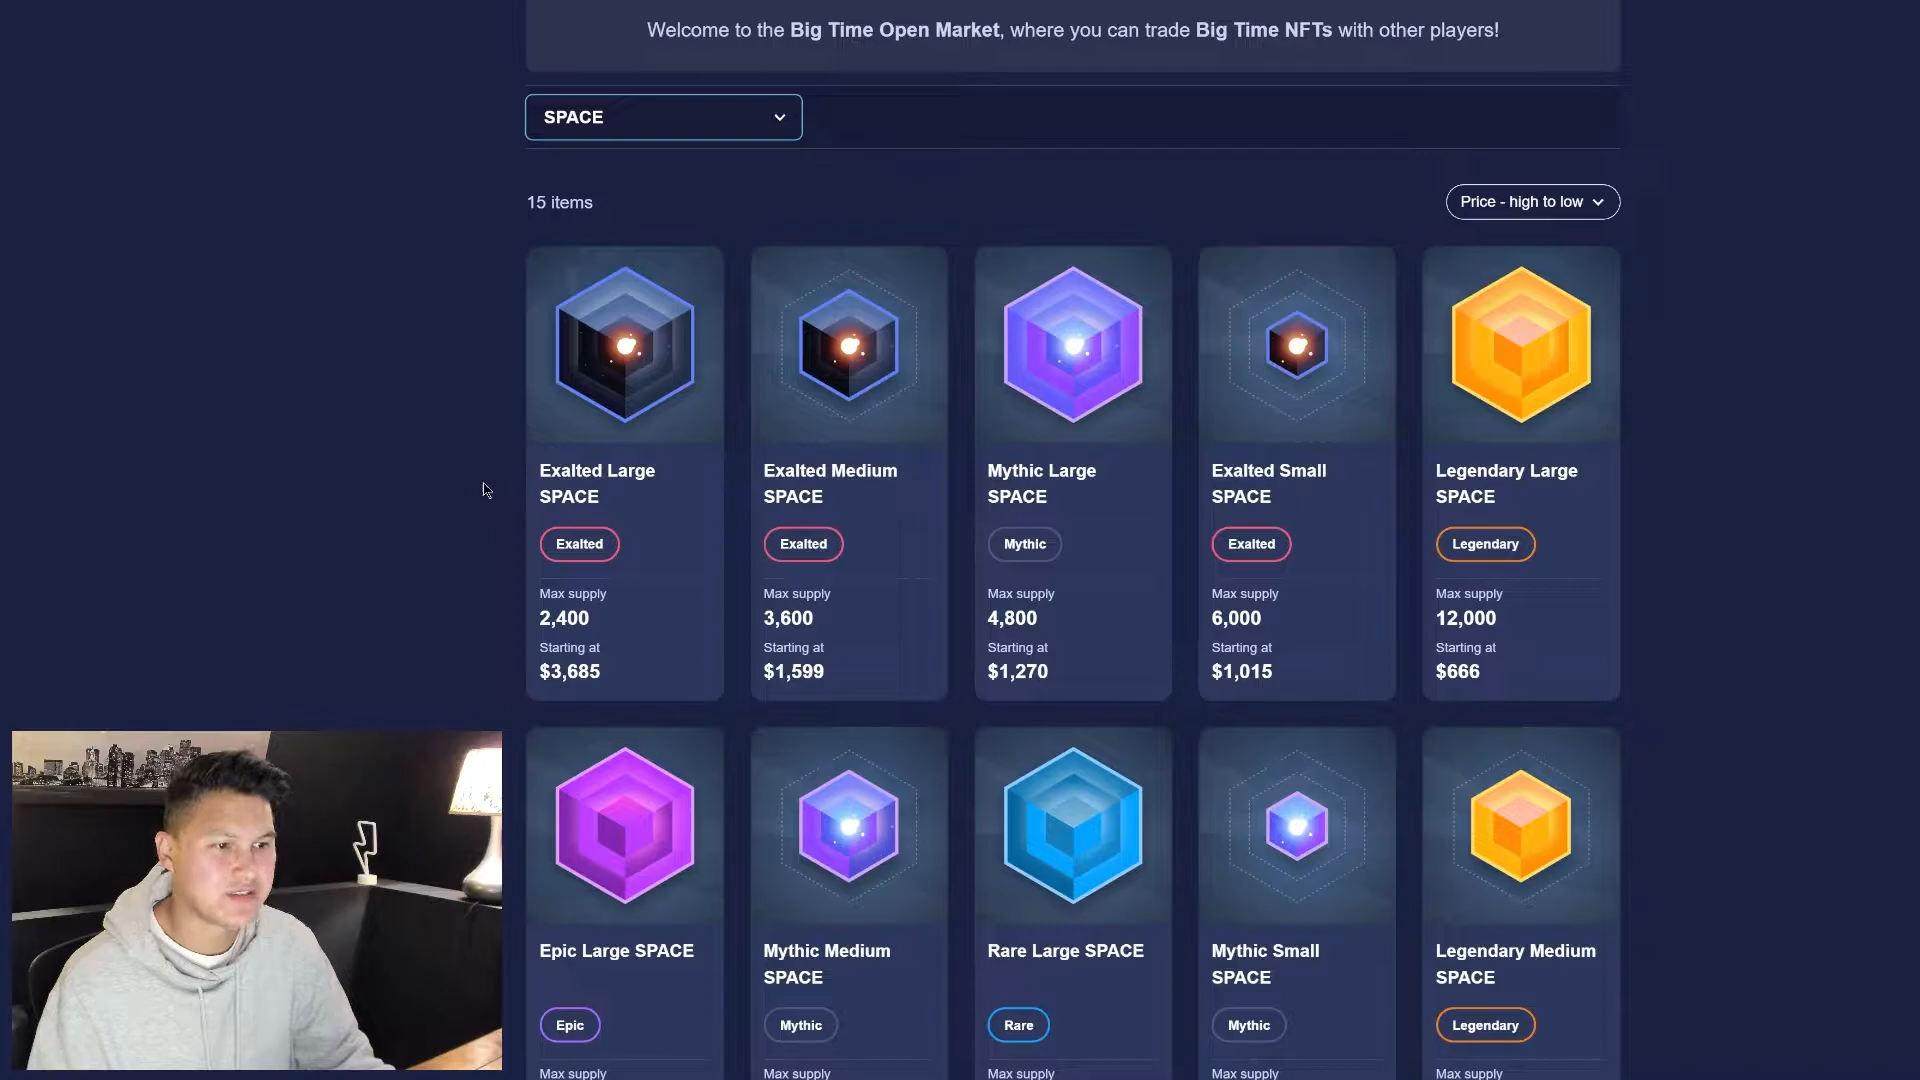 Welcome to the Big Time Open Market, where you can trade Big Time NFTs with other players!
SPACE
15 items
Price - high to low
Exalted Large
SPACE
Exalted
Max supply
2,400
Starting at
$3,685
Exalted Medium
SPACE
Exalted
Max supply
3,600
Starting at
$1,599
Mythic Large
SPACE
Mythic
Max supply
4,800
Starting at
$1,270
Exalted Small
SPACE
Exalted
Max supply
6,000
Starting at
$1,015
Legendary Large
SPACE
Legendary
Max supply
12,000
Starting at
$666
Epic Large SPACE
Epic
Max supply
Mythic Medium
SPACE
Mythic
Max supply
Rare Large SPACE
Rare
Max supply
Mythic Small
SPACE
Mythic
Max supply
Legendary Medium
SPACE
Legendary
Max supply